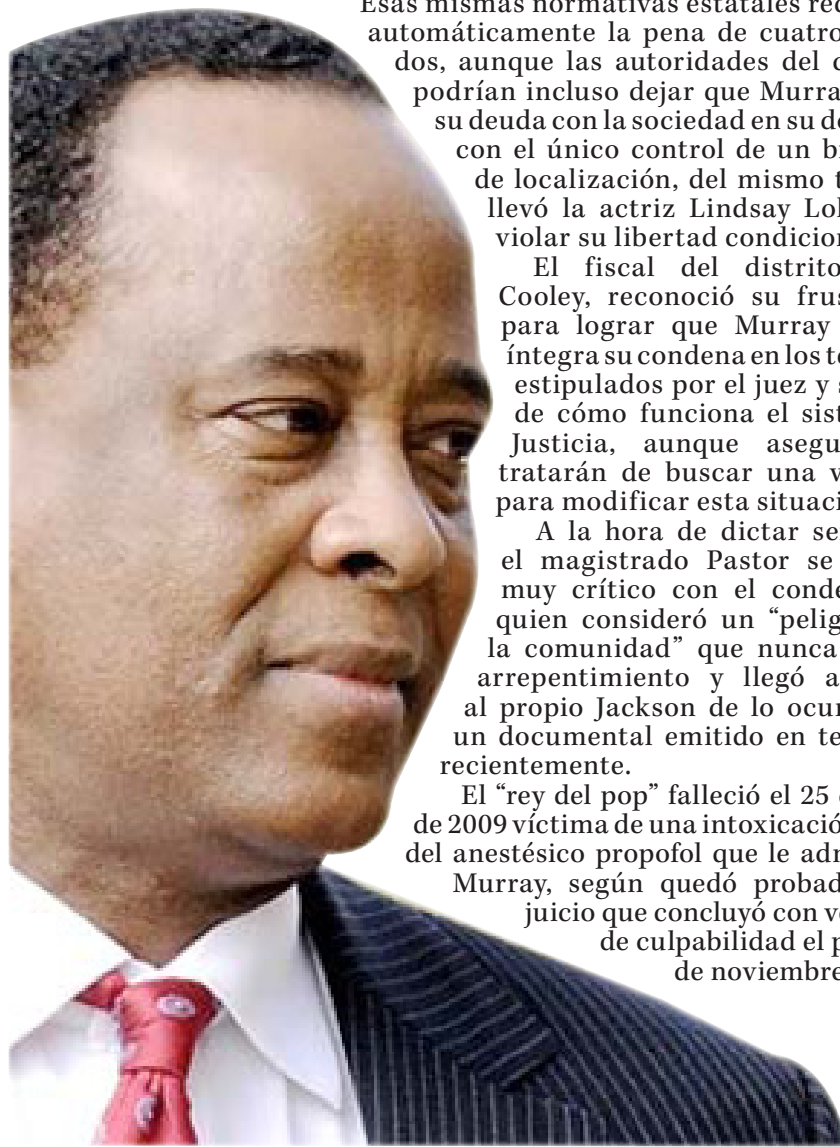 Esas mismas normativas estatales red
automáticamente la pena de cuatro
dos, aunque las autoridades del c
podrían incluso dejar que Murra
su deuda con la sociedad en su do
con el único control de un b
de localización, del mismo t
llevó la actriz Lindsay Lo
violar su libertad condicion
El fiscal del distrito
Cooley, reconoció su frus
para lograr que Murray
íntegra su condena en los té
estipulados por el juez y s
de cómo funciona el sist
Justicia, aunque asegu
tratarán de buscar una v
para modificar esta situaci
A la hora de dictar se
el magistrado Pastor se
muy crítico con el conde
quien consideró un “pelig
la comunidad” que nunca
arrepentimiento y llegó a
al propio Jackson de lo ocur
un documental emitido en te
recientemente.
El “rey del pop” falleció el 25
de 2009 víctima de una intoxicació
del anestésico propofol que le adm
Murray, según quedó probad
juicio que concluyó con ve
de culpabilidad el p
de noviembre